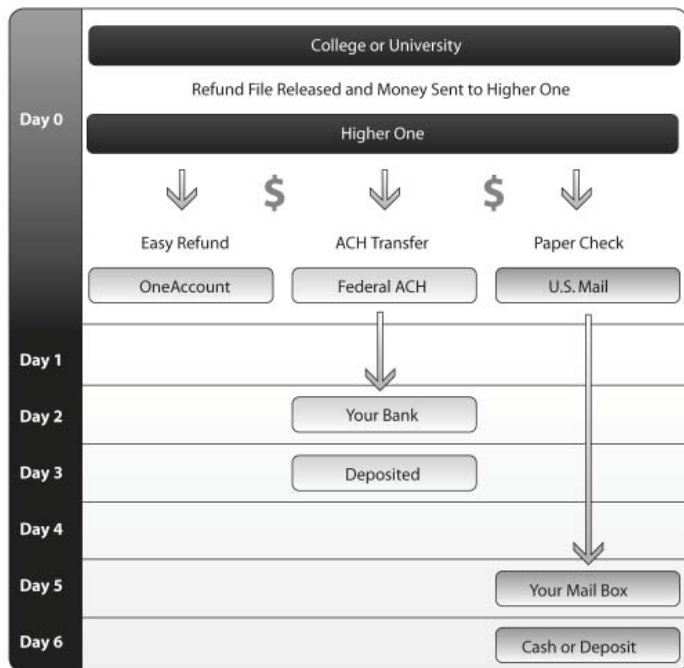 College or University
Refund File Released and Money Sent to Higher One
Day 0
Higher One
$ $
Easy Refund ACH Transfer Paper Check
OneAccount Federal ACH U.S. Mail
Day 1
Day 2 Your Bank
Day 3 Deposited
Day 4
Day 5 Your Mail Box
Day 6 Cash or Deposit